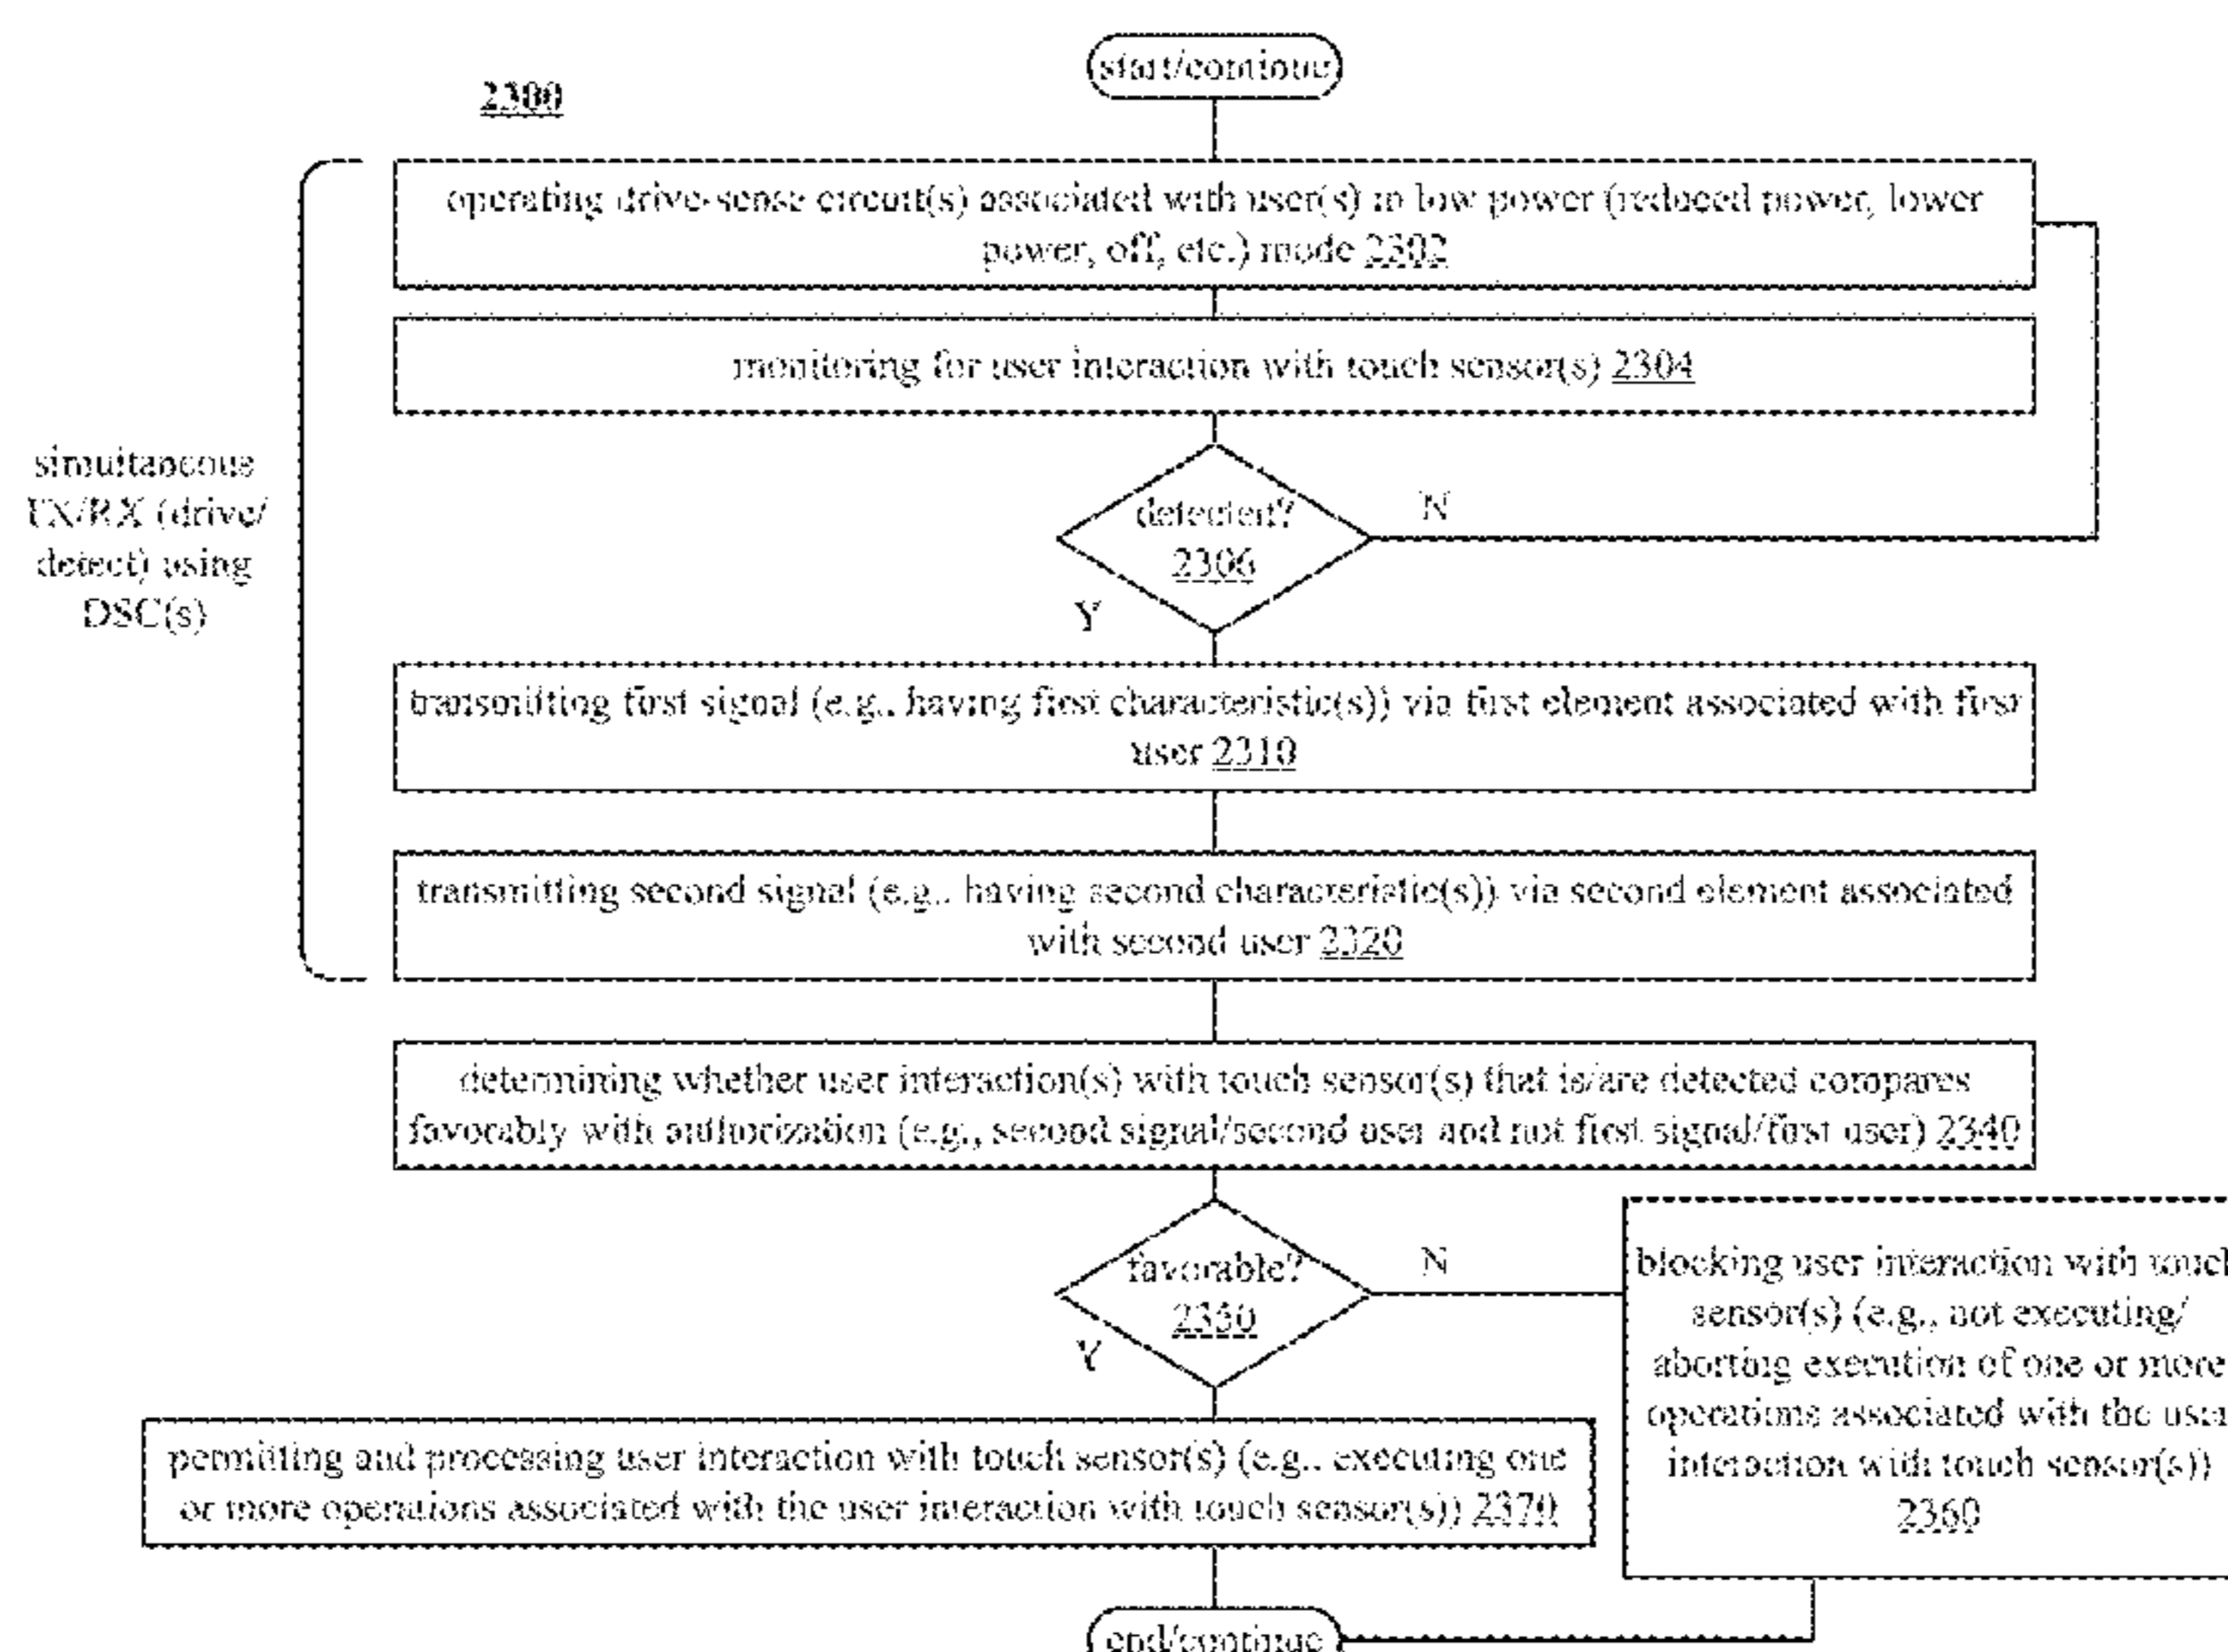 start/continue
2300
operating drive-sense circuit(s) associated with user(s) in low power (reduced power, lower
power, off, etc.) mode 2302
monitoring for user interaction with touch sensor(s) 2304
simultaneous
TX/RX (drive/
detect) using
DSC(s)
detected?
2306
N
Y
transmitting first signal (e.g., having first characteristic(s)) via first element associated with first
user 2310
transmitting second signal (e.g., having second characteristic(s)) via second element associated
with second user 2320
determining whether user interaction(s) with touch sensor(s) that is/are detected compares
favorably with authorization (e.g., second signal/second user and not first signal/first user) 2340
favorable?
2350
N
Y
blocking user interaction with touch
sensor(s) (e.g., not executing/
aborting execution of one or more
operations associated with the user
interaction with touch sensor(s))
2360
permitting and processing user interaction with touch sensor(s) (e.g., executing one
or more operations associated with the user interaction with touch sensor(s)) 2370
end/continue